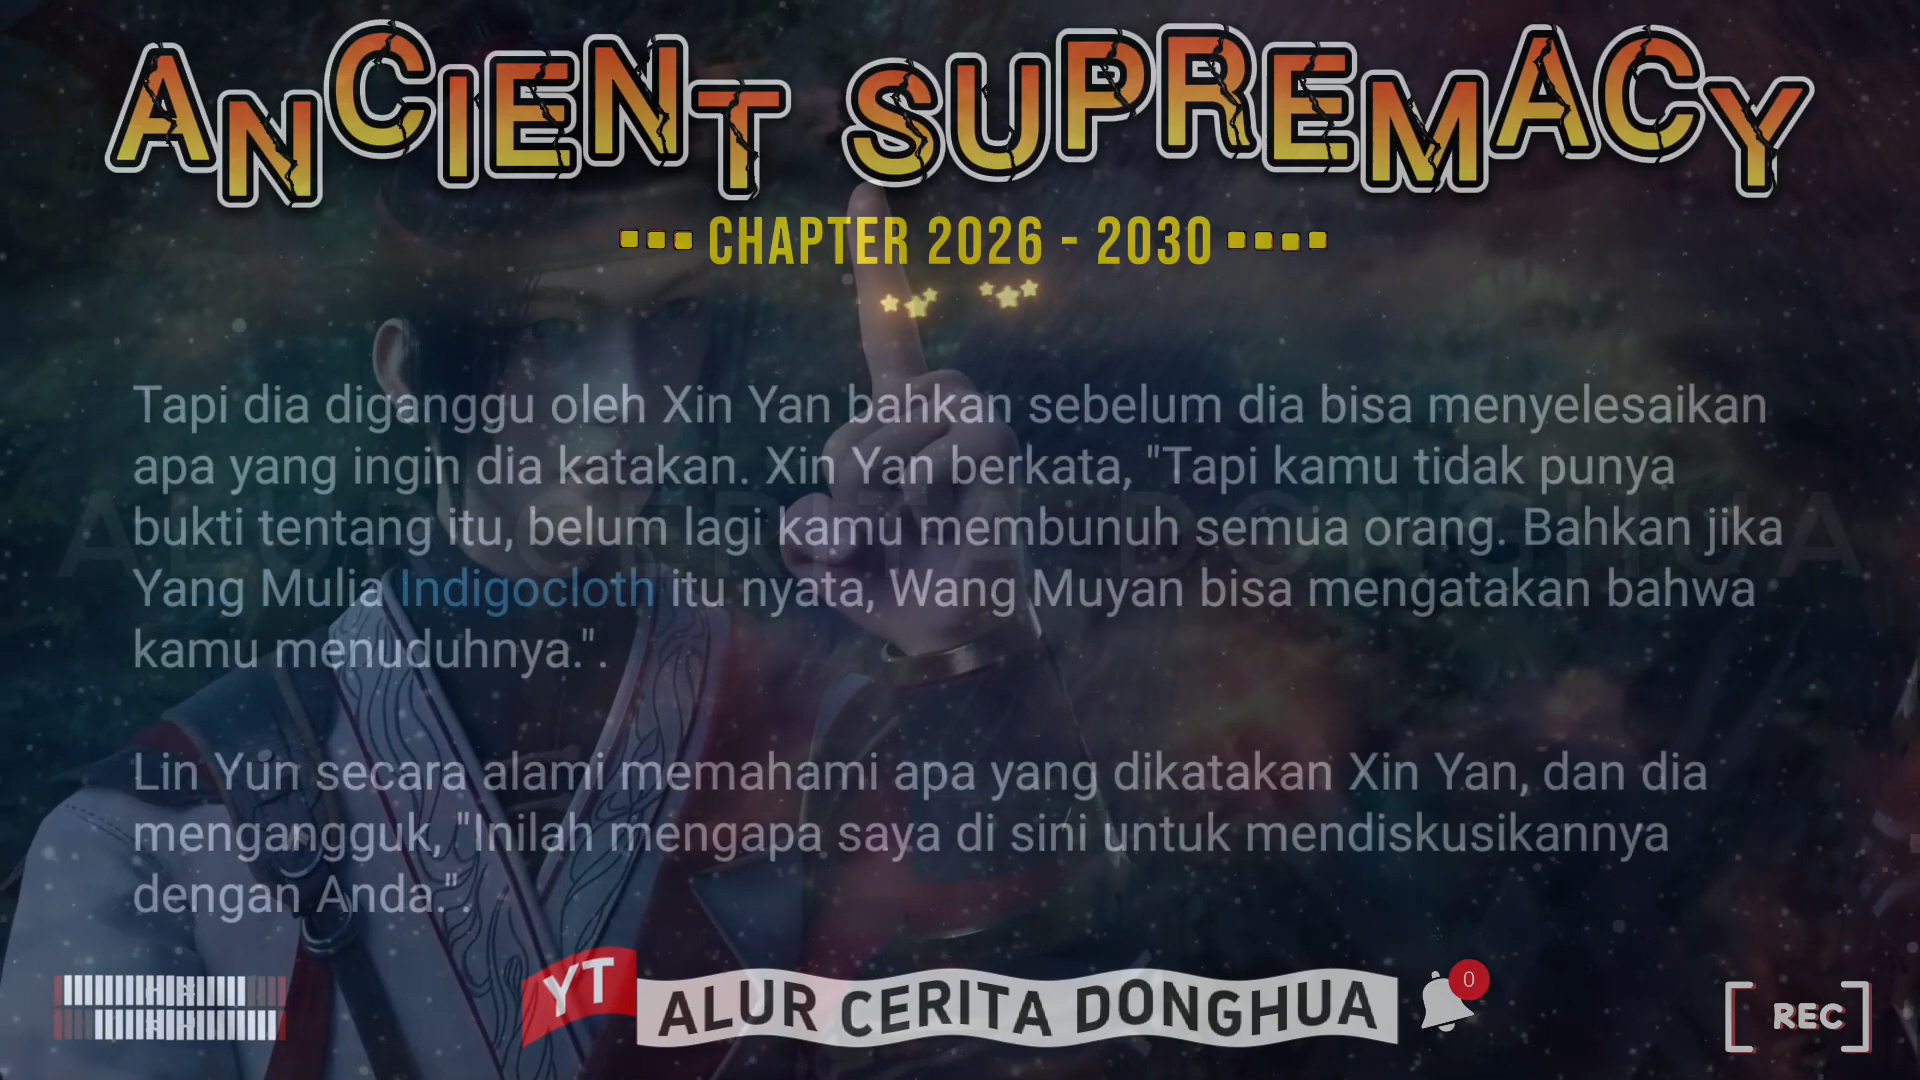 ANCIENT SUPREMACY
CHAPTER 2026 - 2030
Tapi dia diganggu oleh Xin Yan bahkan sebelum dia bisa menyelesaikan
apa yang ingin dia katakan. Xin Yan berkata, "Tapi kamu tidak punya
bukti tentang itu, belum lagi kamu membunuh semua orang. Bahkan jika
Yang Mulia Indigocloth itu nyata, Wang Muyan bisa mengatakan bahwa
kamu menuduhnya.".
ALUR CERITA DONGHUA
Lin Yun secara alami memahami apa yang dikatakan Xin Yan, dan dia
mengangguk, "Inilah mengapa saya di sini untuk mendiskusikannya
dengan Anda.".
YT ALUR CERITA DONGHUA 0
REC